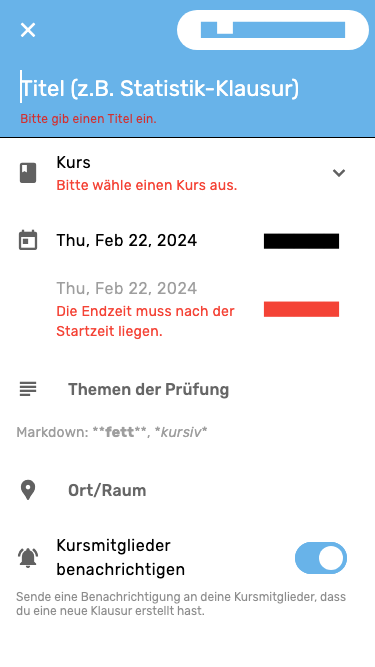 Titel (z.B. Statistik-Klausur)
Bitte gib einen Titel ein.
Kurs
Bitte wähle einen Kurs aus.
Thu, Feb 22, 2024
Thu, Feb 22, 2024
Die Endzeit muss nach der
Startzeit liegen.
Themen der Prüfung
Markdown: **fett**, *kursiv*
Ort/Raum
Kursmitglieder
benachrichtigen
Sende eine Benachrichtigung an deine Kursmitglieder, dass
du eine neue Klausur erstellt hast.